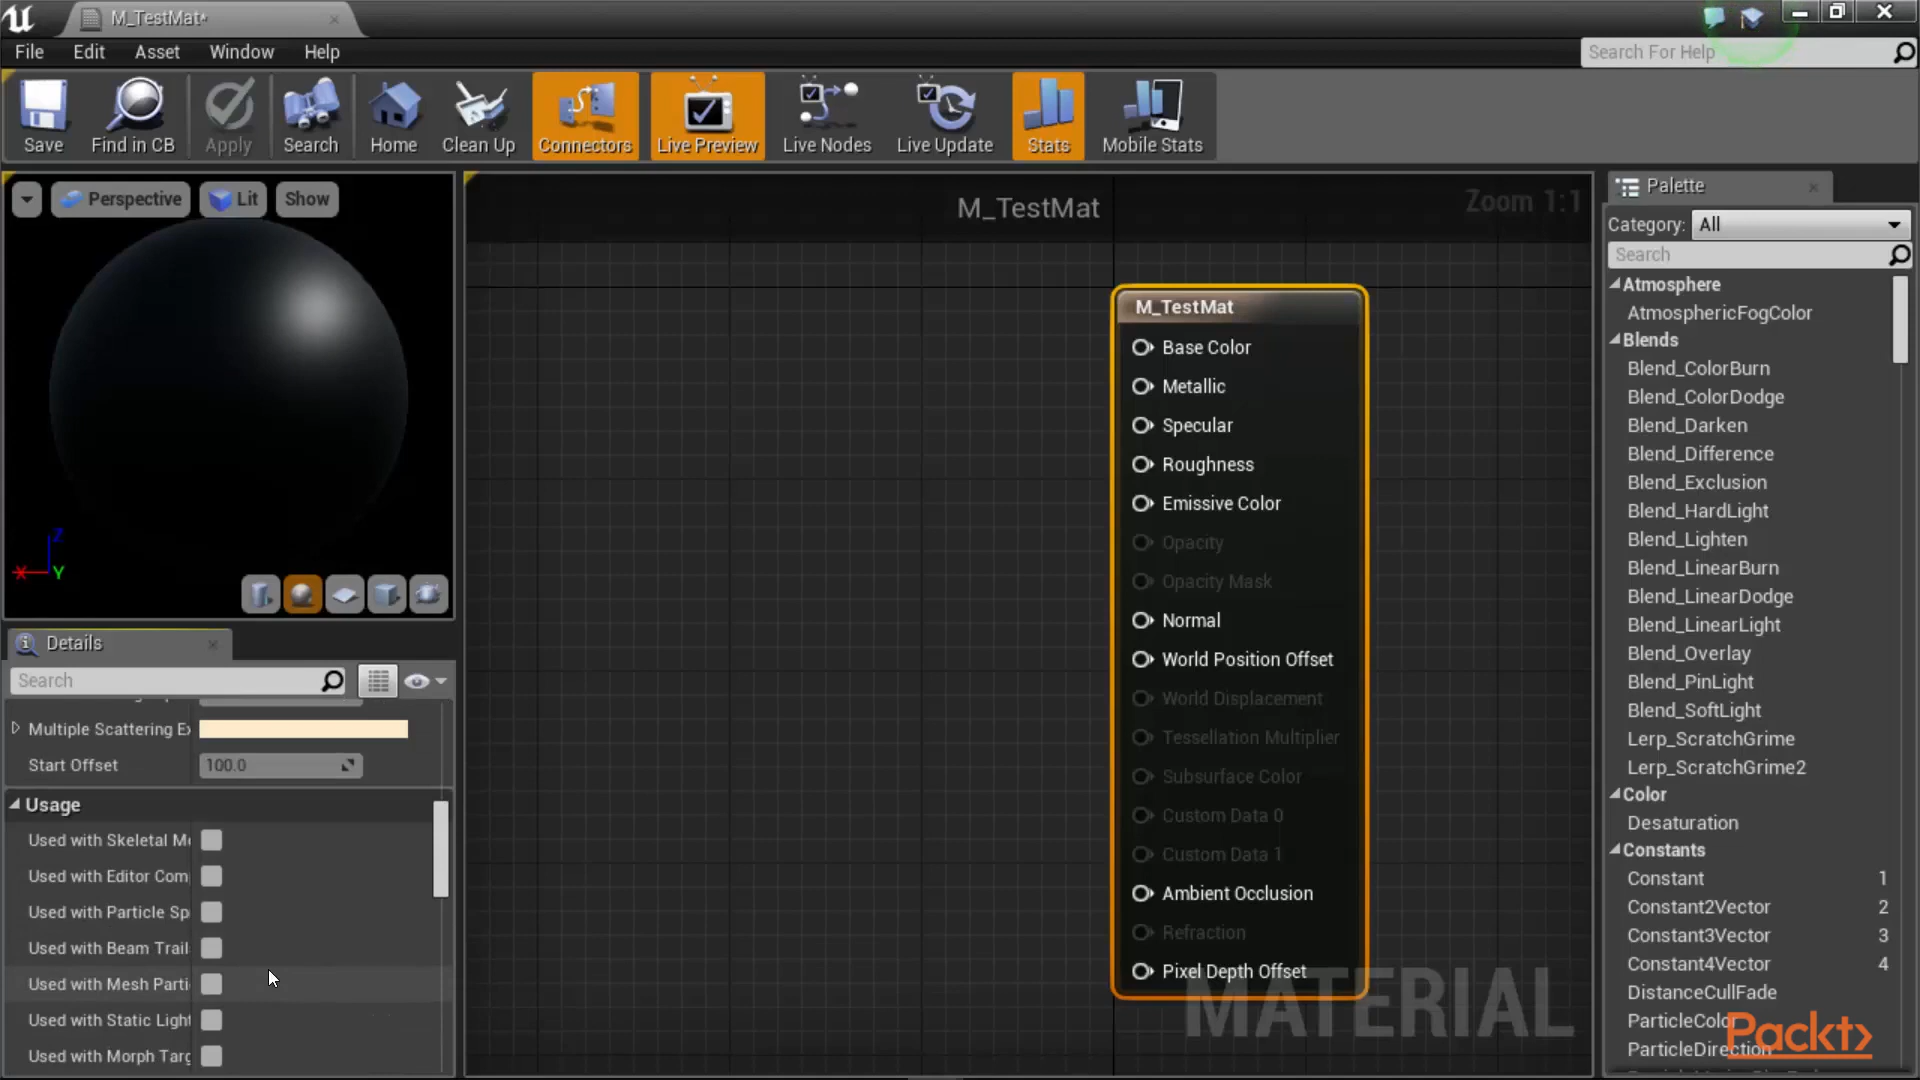 M_TestMat*
File Edit Asset Window Help
Search For Help
Save
Find in CB
Apply
Search
Home
Clean Up
Connectors
Live Preview
Live Nodes
Live Update
Stats
Mobile Stats
Perspective
Lit
Show
Z
X
Y
Details
Search
Multiple Scattering Ex
Start Offset 100.0
Usage
Used with Skeletal Me
Used with Editor Com
Used with Particle Sp
Used with Beam Trail
Used with Mesh Parti
Used with Static Light
Used with Morph Targ
M_TestMat
Zoom 1:1
M_TestMat
Base Color
Metallic
Specular
Roughness
Emissive Color
Opacity
Opacity Mask
Normal
World Position Offset
World Displacement
Tessellation Multiplier
Subsurface Color
Custom Data 0
Custom Data 1
Ambient Occlusion
Refraction
Pixel Depth Offset
MATERIAL
Palette
Category: All
Search
Atmosphere
AtmosphericFogColor
Blends
Blend_ColorBurn
Blend_ColorDodge
Blend_Darken
Blend_Difference
Blend_Exclusion
Blend_HardLight
Blend_Lighten
Blend_LinearBurn
Blend_LinearDodge
Blend_LinearLight
Blend_Overlay
Blend_PinLight
Blend_SoftLight
Lerp_ScratchGrime
Lerp_ScratchGrime2
Color
Desaturation
Constants
Constant 1
Constant2Vector 2
Constant3Vector 3
Constant4Vector 4
DistanceCullFade
ParticleColor
ParticleDirection
Packt>